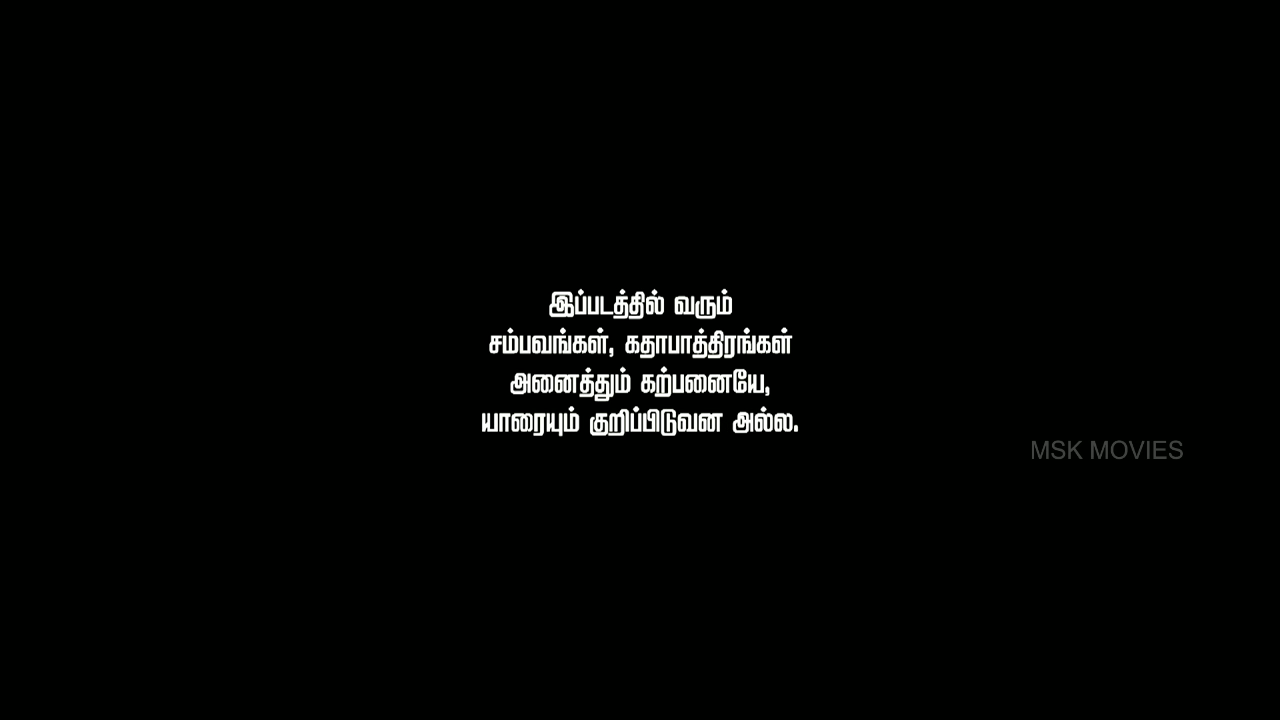 இப்படத்தில் வரும்
சம்பவங்கள், கதாபாத்திரங்கள்
அனைத்தும் கற்பனையே,
யாரையும் குறிப்பிடுவன அல்ல.
MSK MOVIES